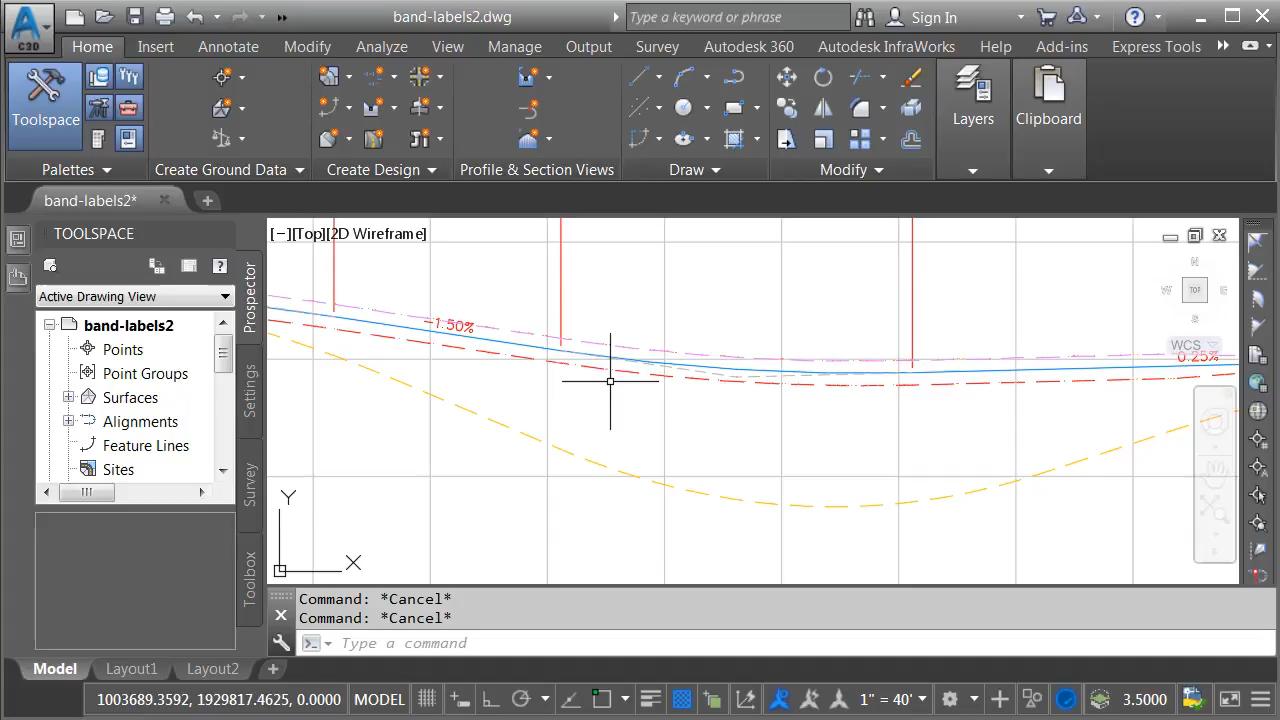 band-labels2.dwg
Type a keyword or phrase
Sign In
C3D
Home Insert Annotate Modify Analyze View Manage Output Survey Autodesk 360 Autodesk InfraWorks Help Add-ins Express Tools
Toolspace
Layers
Clipboard
Palettes
Create Ground Data
Create Design
Profile & Section Views
Draw
Modify
band-labels2*
TOOLSPACE
Active Drawing View
band-labels2
Points
Point Groups
Surfaces
Alignments
Feature Lines
Sites
Prospector
Settings
Survey
Toolbox
[−][Top][2D Wireframe]
N
W TOP E
S
WCS
-1.50%
0.25%
Y
X
Command: *Cancel*
Command: *Cancel*
Type a command
Model Layout1 Layout2
1003689.3592, 1929817.4625, 0.0000 MODEL 1" = 40' 3.5000